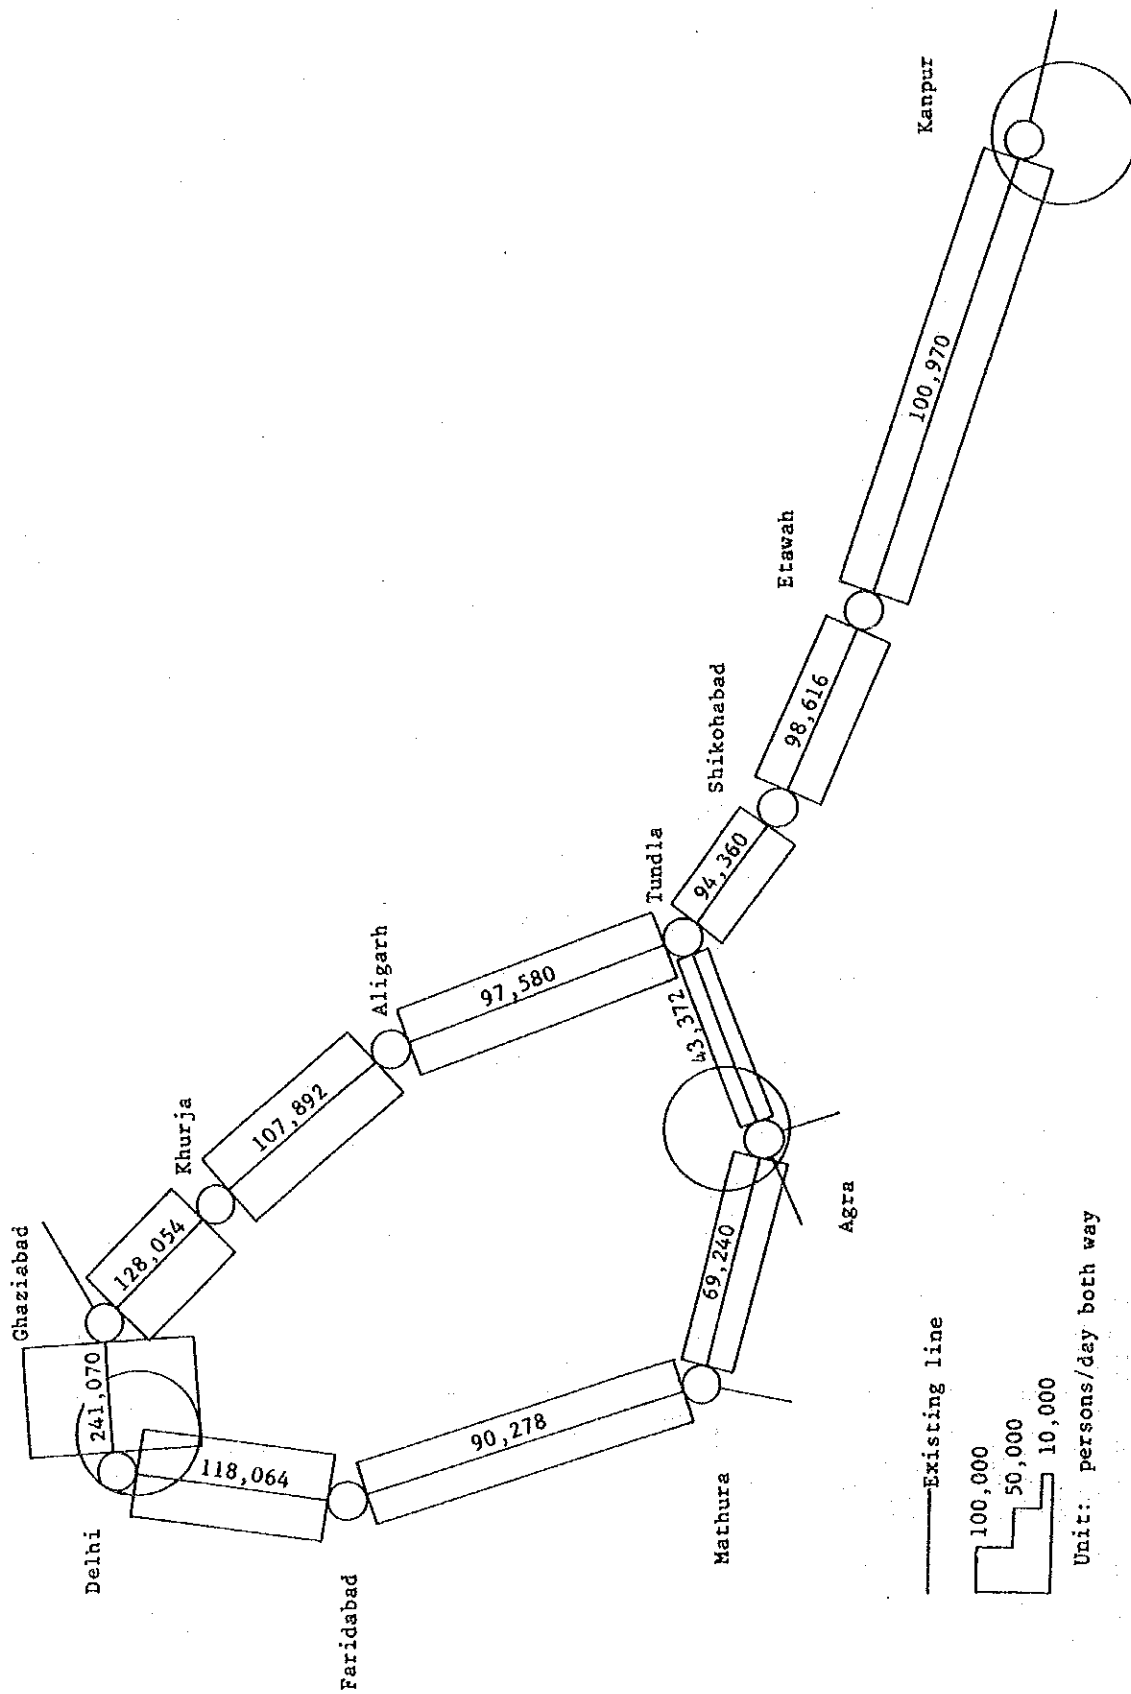 Ghaziabad
Khurja
Aligarh
Tundla
Shikohabad
Etawah
Kanpur
Delhi
Faridabad
Mathura
Agra
241,070
128,054
107,892
97,580
94,360
98,616
100,970
118,064
90,278
69,240
43,372
Existing line
100,000
50,000
10,000
Unit: persons/day both way